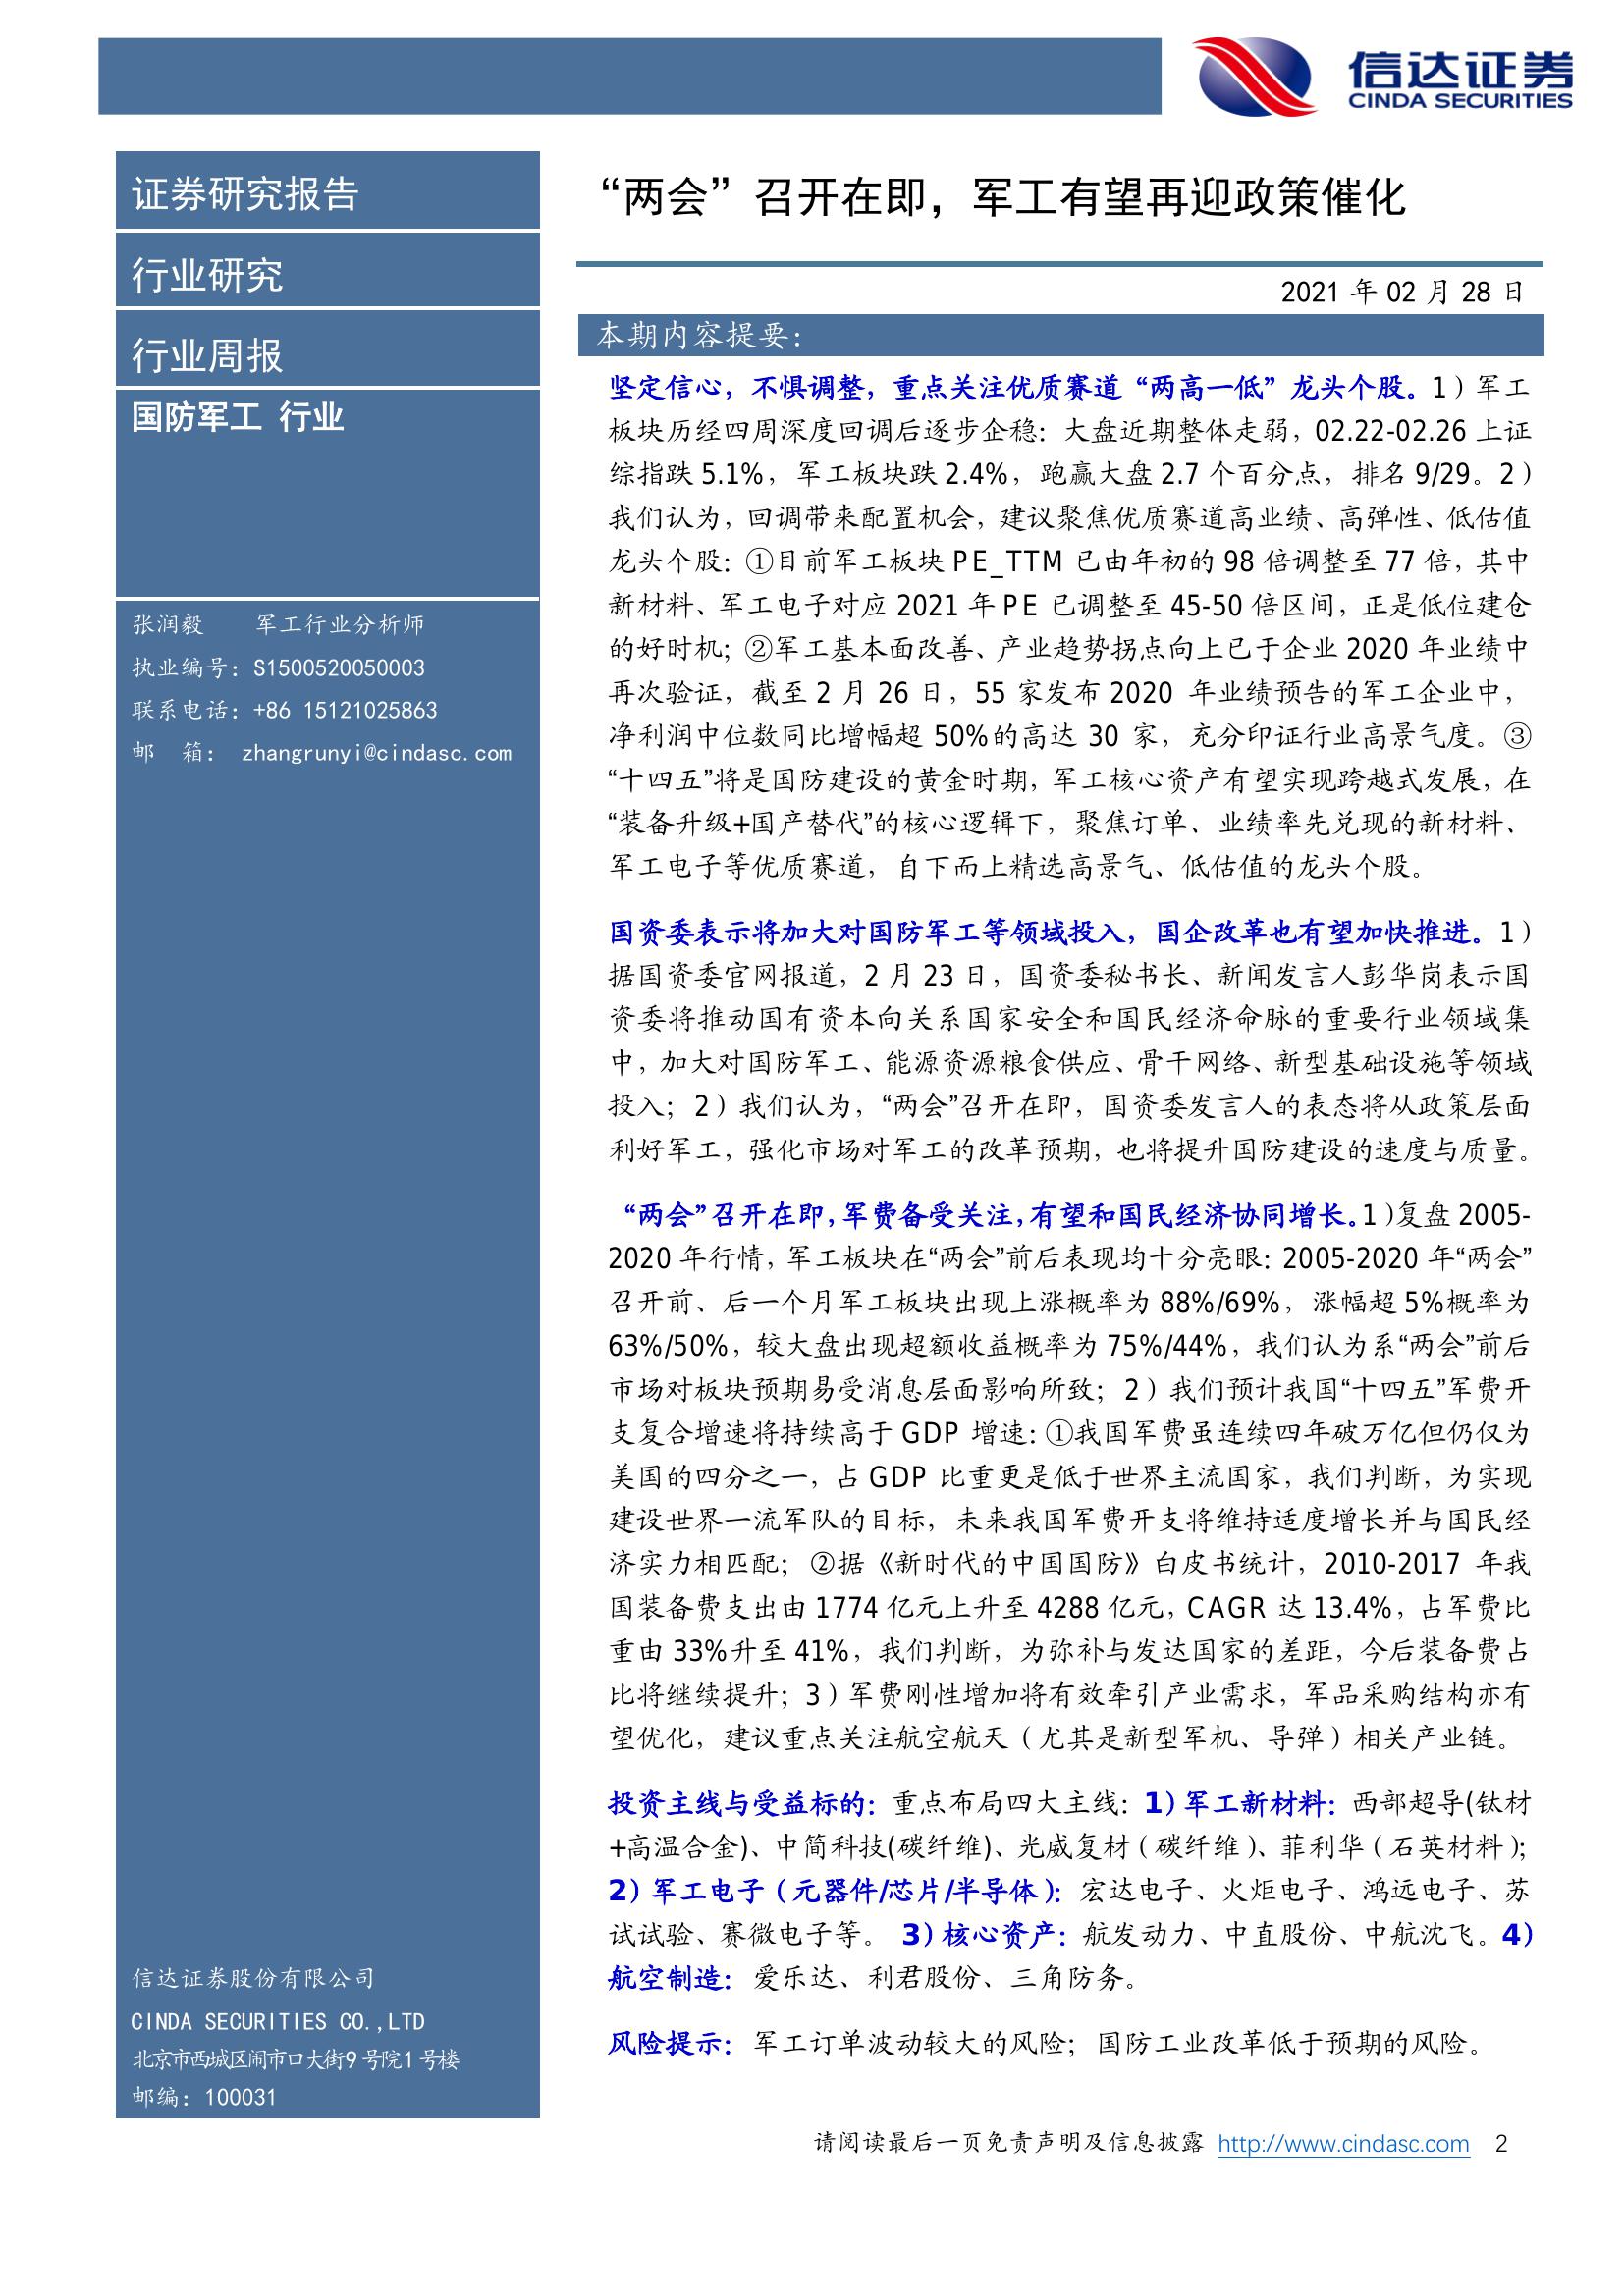 信达证券
CINDA SECURITIES
证券研究报告
行业研究
行业周报
国防军工 行业
张润毅 军工行业分析师
执业编号：S1500520050003
联系电话：+86 15121025863
邮 箱： zhangrunyi@cindasc.com
信达证券股份有限公司
CINDA SECURITIES CO.,LTD
北京市西城区闹市口大街9号院1号楼
邮编：100031
“两会”召开在即，军工有望再迎政策催化
2021 年 02 月 28 日
本期内容提要：
坚定信心，不惧调整，重点关注优质赛道“两高一低”龙头个股。1）军工
板块历经四周深度回调后逐步企稳：大盘近期整体走弱，02.22-02.26 上证
综指跌 5.1%，军工板块跌 2.4%，跑赢大盘 2.7 个百分点，排名 9/29。2）
我们认为，回调带来配置机会，建议聚焦优质赛道高业绩、高弹性、低估值
龙头个股：①目前军工板块 PE_TTM 已由年初的 98 倍调整至 77 倍，其中
新材料、军工电子对应 2021 年 PE 已调整至 45-50 倍区间，正是低位建仓
的好时机；②军工基本面改善、产业趋势拐点向上已于企业 2020 年业绩中
再次验证，截至 2 月 26 日，55 家发布 2020 年业绩预告的军工企业中，
净利润中位数同比增幅超 50%的高达 30 家，充分印证行业高景气度。③
“十四五”将是国防建设的黄金时期，军工核心资产有望实现跨越式发展，在
“装备升级+国产替代”的核心逻辑下，聚焦订单、业绩率先兑现的新材料、
军工电子等优质赛道，自下而上精选高景气、低估值的龙头个股。
国资委表示将加大对国防军工等领域投入，国企改革也有望加快推进。1）
据国资委官网报道，2 月 23 日，国资委秘书长、新闻发言人彭华岗表示国
资委将推动国有资本向关系国家安全和国民经济命脉的重要行业领域集
中，加大对国防军工、能源资源粮食供应、骨干网络、新型基础设施等领域
投入；2）我们认为，“两会”召开在即，国资委发言人的表态将从政策层面
利好军工，强化市场对军工的改革预期，也将提升国防建设的速度与质量。
“两会”召开在即，军费备受关注，有望和国民经济协同增长。1）复盘 2005-
2020 年行情，军工板块在“两会”前后表现均十分亮眼：2005-2020 年“两会”
召开前、后一个月军工板块出现上涨概率为 88%/69%，涨幅超 5%概率为
63%/50%，较大盘出现超额收益概率为 75%/44%，我们认为系“两会”前后
市场对板块预期易受消息层面影响所致；2）我们预计我国“十四五”军费开
支复合增速将持续高于 GDP 增速：①我国军费虽连续四年破万亿但仍仅为
美国的四分之一，占 GDP 比重更是低于世界主流国家，我们判断，为实现
建设世界一流军队的目标，未来我国军费开支将维持适度增长并与国民经
济实力相匹配；②据《新时代的中国国防》白皮书统计，2010-2017 年我
国装备费支出由 1774 亿元上升至 4288 亿元，CAGR 达 13.4%，占军费比
重由 33%升至 41%，我们判断，为弥补与发达国家的差距，今后装备费占
比将继续提升；3）军费刚性增加将有效牵引产业需求，军品采购结构亦有
望优化，建议重点关注航空航天（尤其是新型军机、导弹）相关产业链。
投资主线与受益标的：重点布局四大主线：1）军工新材料：西部超导(钛材
+高温合金)、中简科技(碳纤维)、光威复材（碳纤维）、菲利华（石英材料）；
2）军工电子（元器件/芯片/半导体）：宏达电子、火炬电子、鸿远电子、苏
试试验、赛微电子等。 3）核心资产：航发动力、中直股份、中航沈飞。4）
航空制造：爱乐达、利君股份、三角防务。
风险提示：军工订单波动较大的风险；国防工业改革低于预期的风险。
请阅读最后一页免责声明及信息披露 http://www.cindasc.com 2